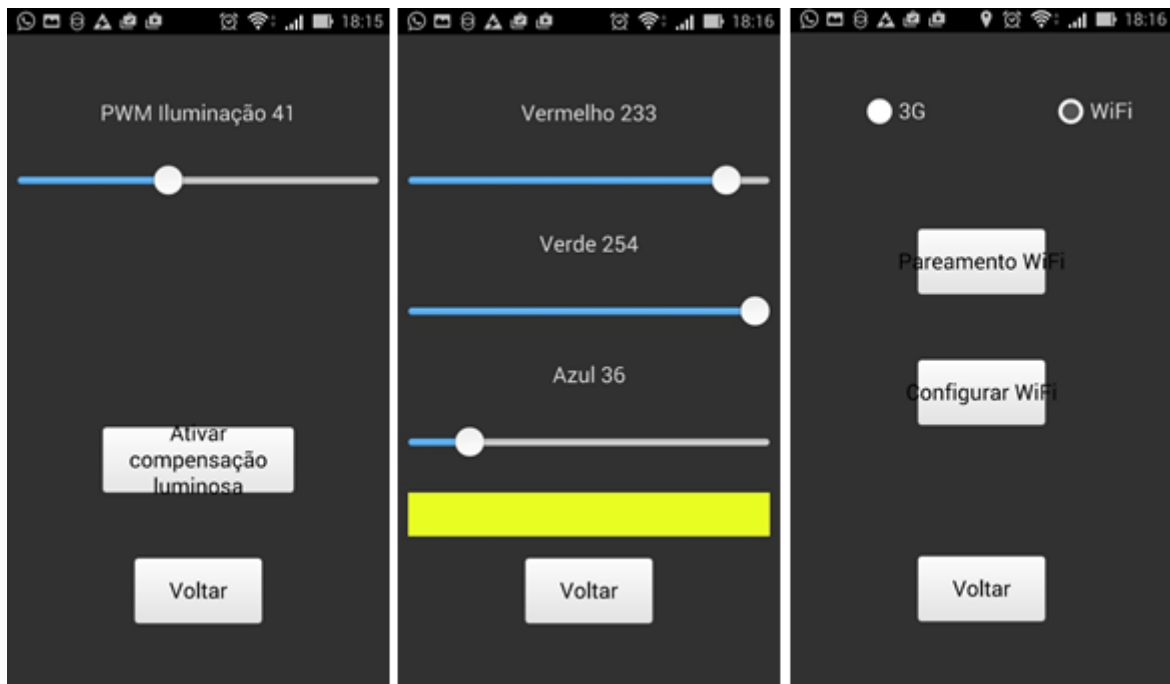 18:15
PWM Iluminação 41
Ativar
compensação
luminosa
Voltar
18:16
Vermelho 233
Verde 254
Azul 36
Voltar
18:16
3G
WiFi
Pareamento WiFi
Configurar WiFi
Voltar